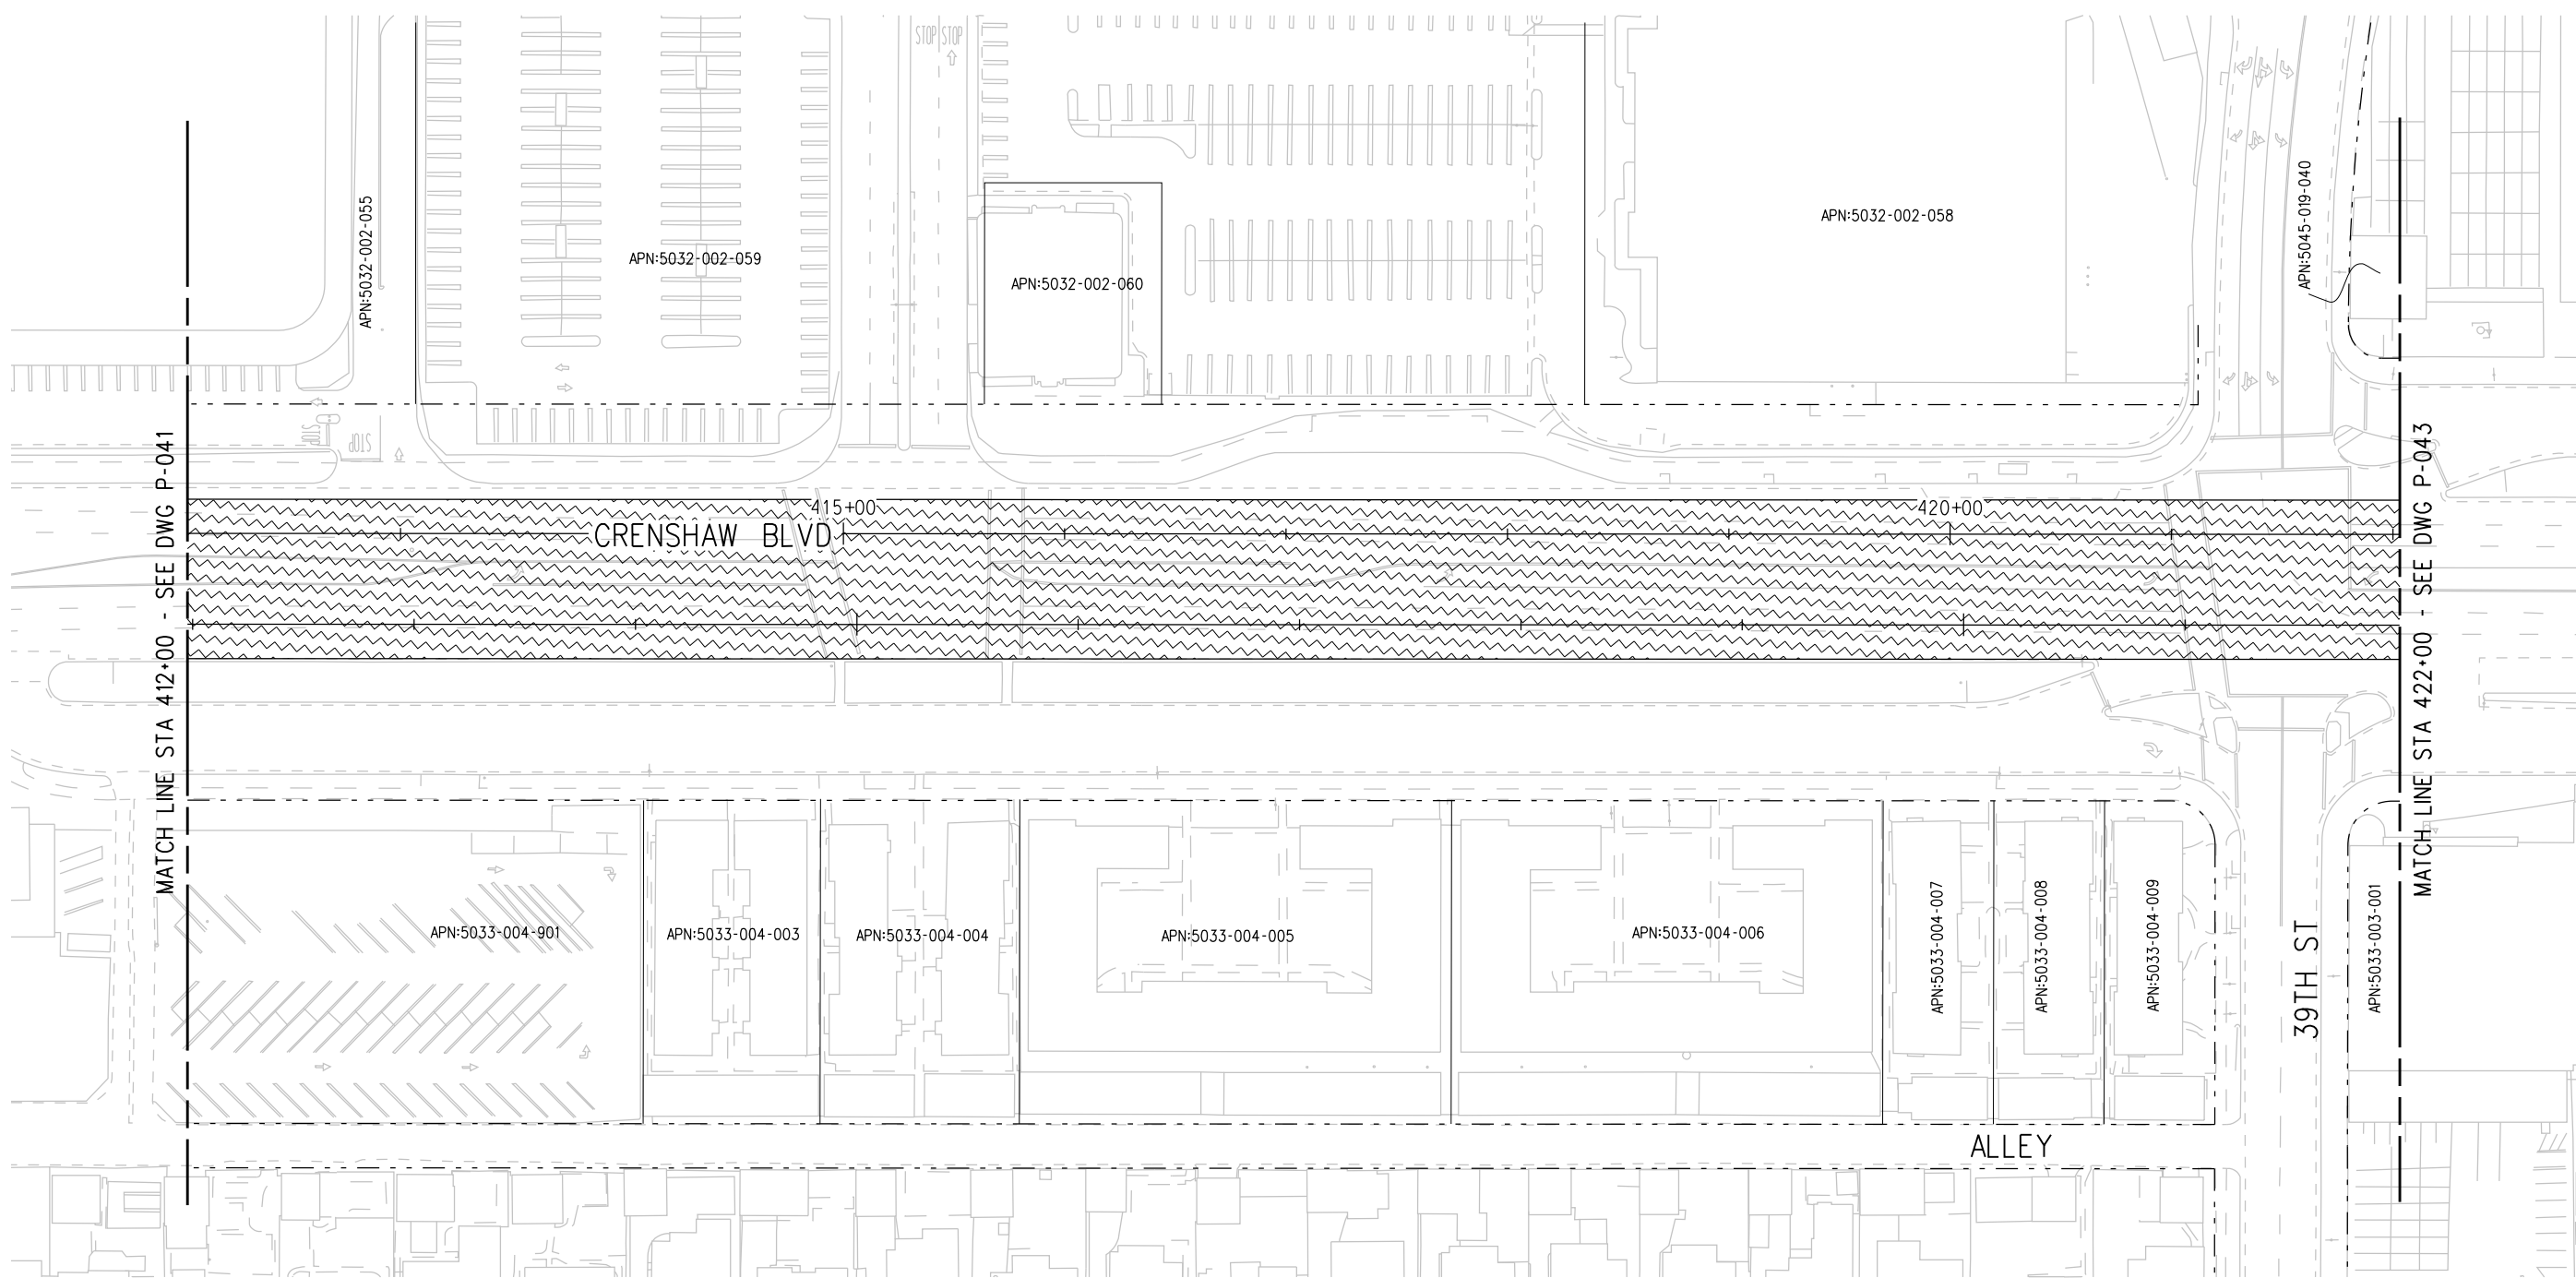 STOP STOP
APN:5032-002-055
APN:5032-002-059
APN:5032-002-060
APN:5032-002-058
APN:5045-019-040
STOP
STOP
MATCH LINE STA 412+00 - SEE DWG P-041
415+00
420+00
CRENSHAW BLVD
MATCH LINE STA 422+00 - SEE DWG P-043
APN:5033-004-901
APN:5033-004-003
APN:5033-004-004
APN:5033-004-005
APN:5033-004-006
APN:5033-004-007
APN:5033-004-008
APN:5033-004-009
39TH ST
APN:5033-003-001
ALLEY